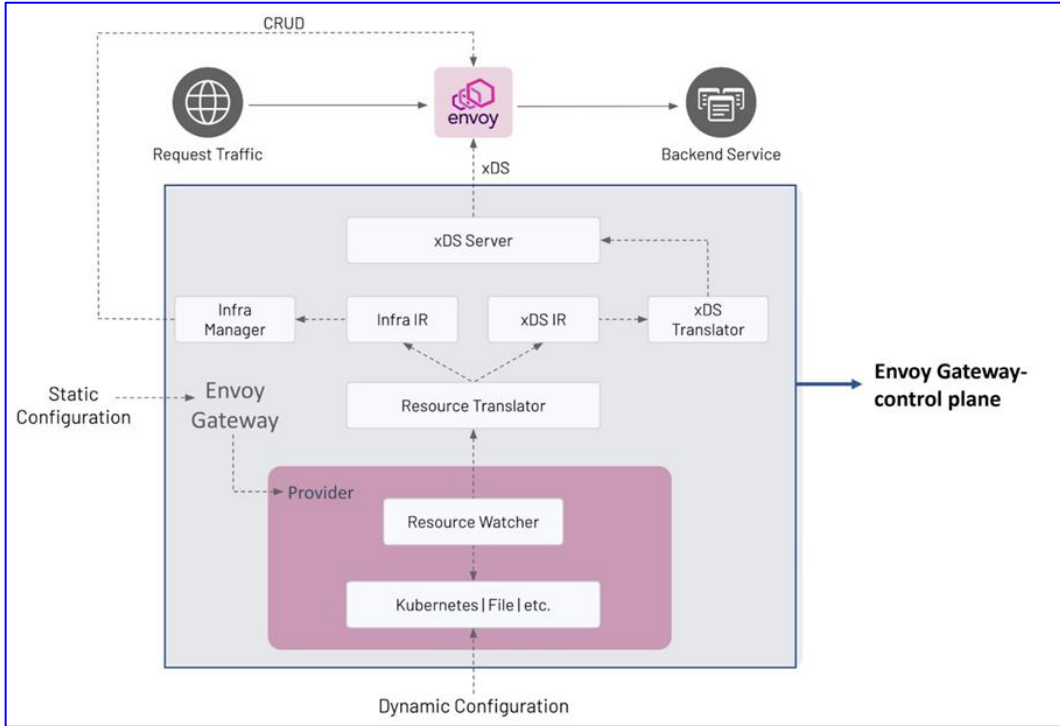 CRUD
envoy
Request Traffic
Backend Service
xDS
xDS Server
Infra
Manager
Infra IR
xDS IR
xDS
Translator
Static
Configuration
Envoy
Gateway
Resource Translator
Envoy Gateway-
control plane
Provider
Resource Watcher
Kubernetes | File | etc.
Dynamic Configuration